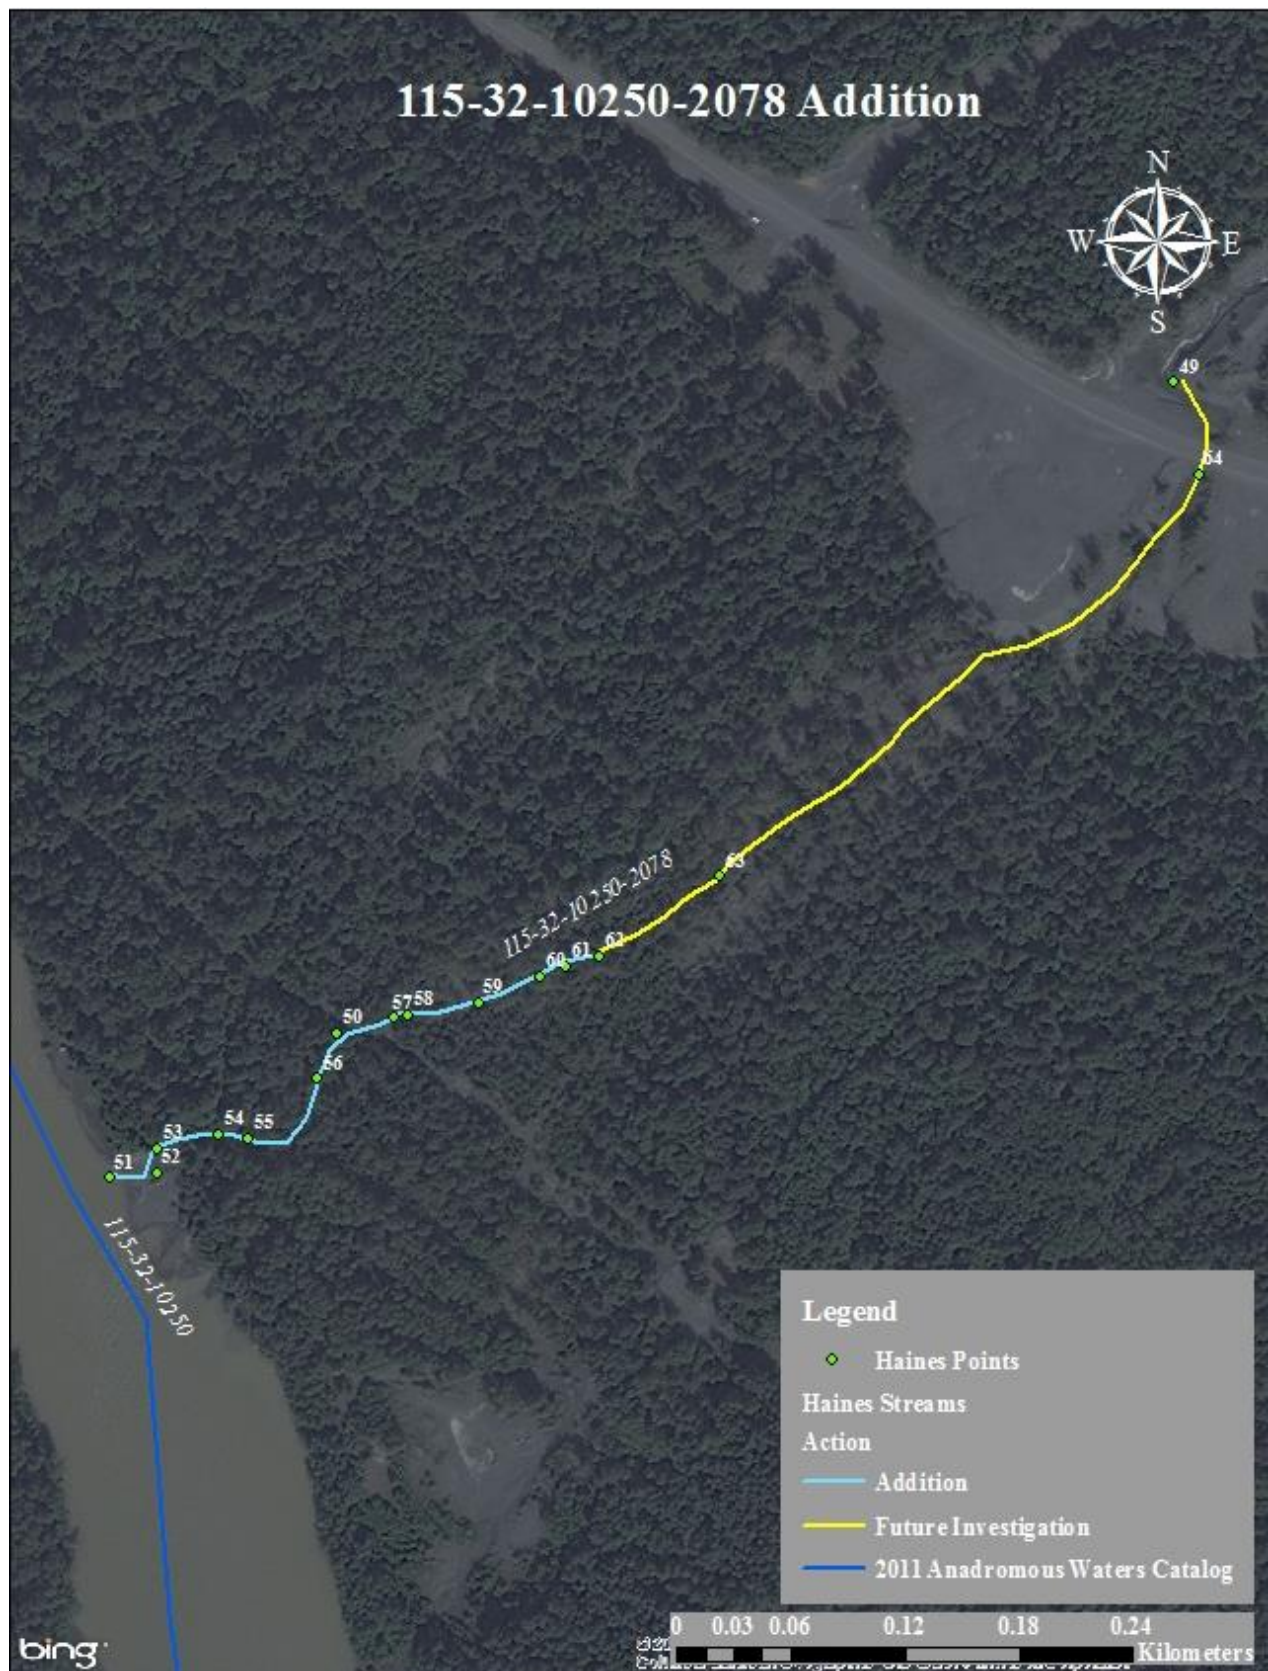 115-32-10250-2078 Addition
N
W E
S
49
64
63
115-32-10250-2078
62
61
60
59
58
57
50
56
55
54
53
52
51
115-32-10250
Legend
Haines Points
Haines Streams
Action
Addition
Future Investigation
2011 Anadromous Waters Catalog
0 0.03 0.06 0.12 0.18 0.24
Kilometers
bing